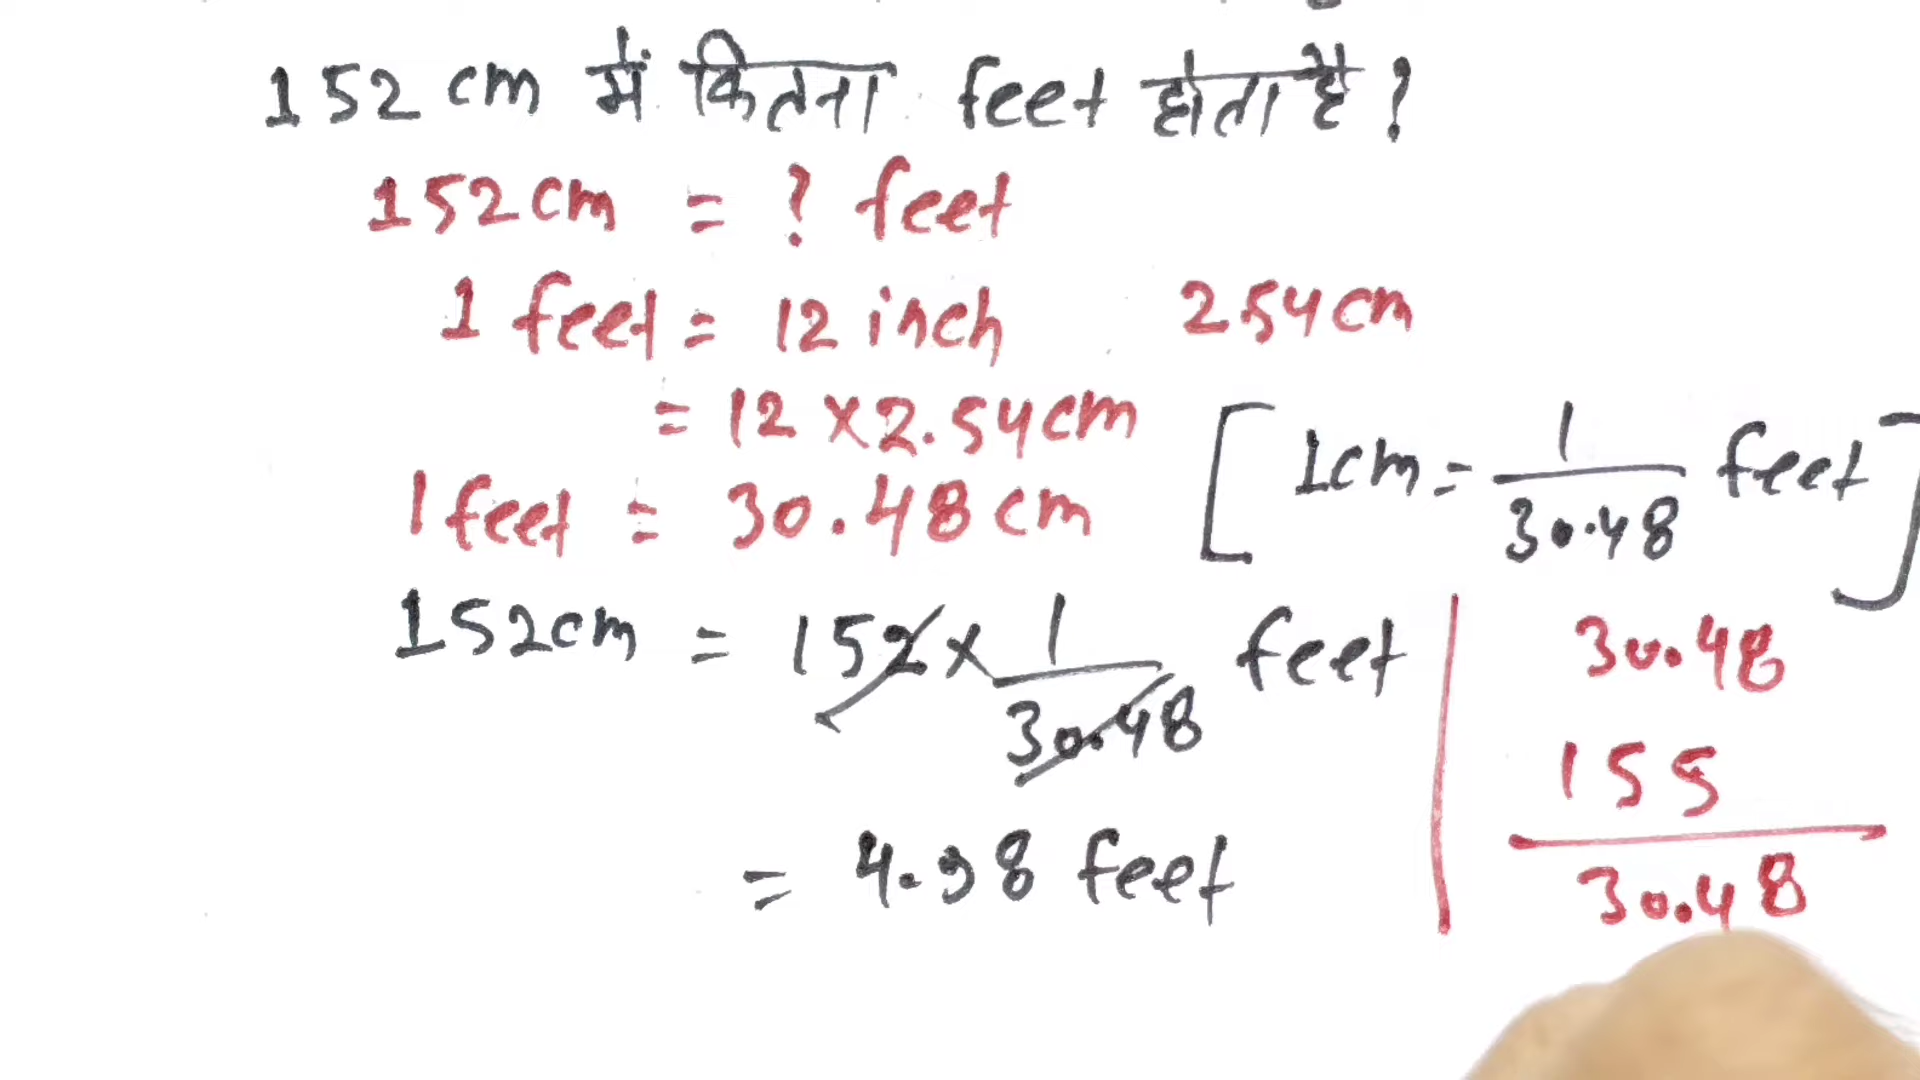 152 cm में कितना feet होता है ?
152 cm = ? feet
1 feet = 12 inch 2.54 cm
= 12 × 2.54 cm
1 feet = 30.48 cm [ 1 cm = 1/30.48 feet ]
152 cm = 152 × 1/30.48 feet
= 4.98 feet
30.48
155
30.48